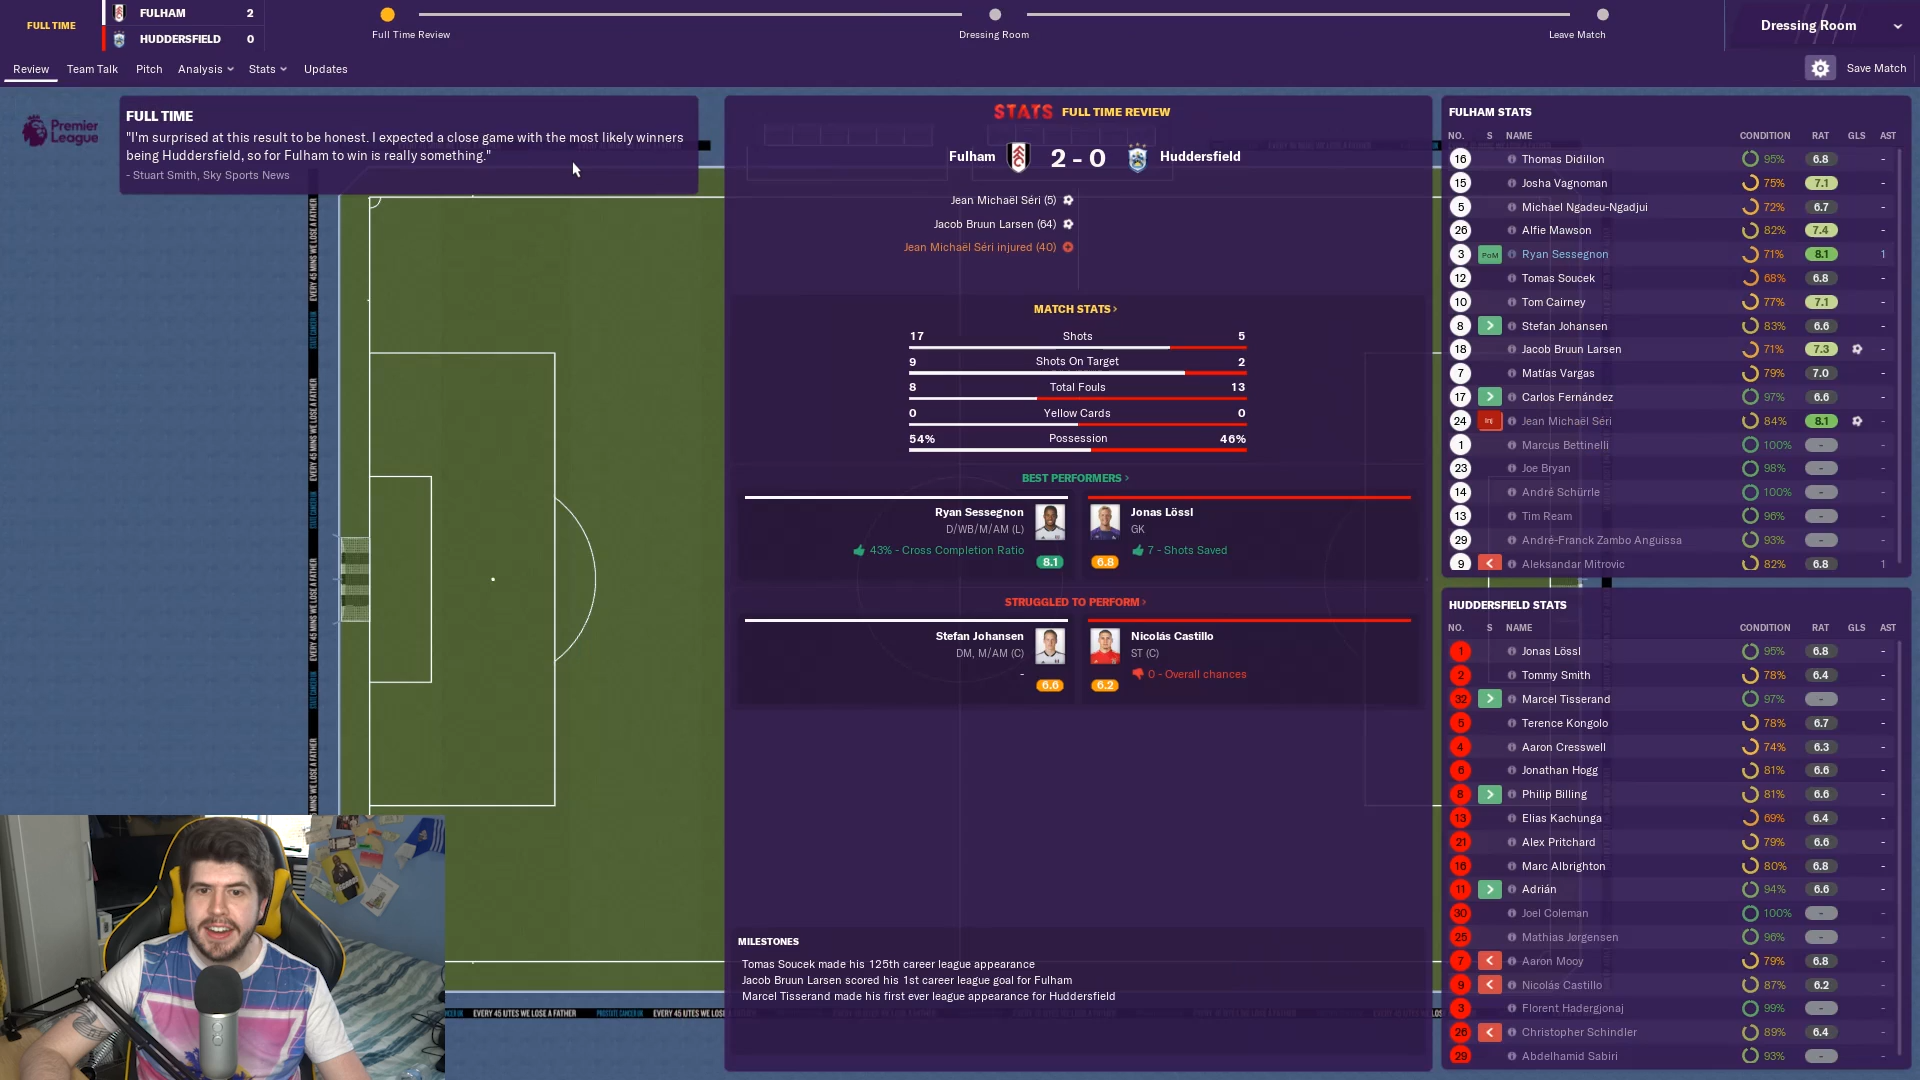 FULL TIME
FULHAM 2
HUDDERSFIELD 0
Full Time Review
Dressing Room
Leave Match
Dressing Room
Review Team Talk Pitch Analysis Stats Updates
Save Match
Premier League
FULL TIME
"I'm surprised at this result to be honest. I expected a close game with the most likely winners
being Huddersfield, so for Fulham to win is really something."
- Stuart Smith, Sky Sports News
STATS FULL TIME REVIEW
Fulham 2 - 0 Huddersfield
Jean Michaël Séri (5)
Jacob Bruun Larsen (64)
Jean Michaël Séri injured (40)
MATCH STATS
17 Shots 5
9 Shots On Target 2
8 Total Fouls 13
0 Yellow Cards 0
54% Possession 46%
BEST PERFORMERS
Ryan Sessegnon
D/WB/M/AM (L)
43% - Cross Completion Ratio
8.1
Jonas Lössl
GK
7 - Shots Saved
6.8
STRUGGLED TO PERFORM
Stefan Johansen
DM, M/AM (C)
-
6.6
Nicolás Castillo
ST (C)
0 - Overall chances
6.2
MILESTONES
Tomas Soucek made his 125th career league appearance
Jacob Bruun Larsen scored his 1st career league goal for Fulham
Marcel Tisserand made his first ever league appearance for Huddersfield
FULHAM STATS
NO. S NAME CONDITION RAT GLS AST
16 Thomas Didillon 95% 6.8 -
15 Josha Vagnoman 75% 7.1 -
5 Michael Ngadeu-Ngadjui 72% 6.7 -
26 Alfie Mawson 82% 7.4 -
3 PoM Ryan Sessegnon 71% 8.1 1
12 Tomas Soucek 68% 6.8 -
10 Tom Cairney 77% 7.1 -
8 Stefan Johansen 83% 6.6 -
18 Jacob Bruun Larsen 71% 7.3 -
7 Matías Vargas 79% 7.0 -
17 Carlos Fernández 97% 6.6 -
24 Inj Jean Michaël Séri 84% 8.1 -
1 Marcus Bettinelli 100% - -
23 Joe Bryan 98% - -
14 André Schürrle 100% - -
13 Tim Ream 96% - -
29 André-Franck Zambo Anguissa 93% - -
9 Aleksandar Mitrovic 82% 6.8 1
HUDDERSFIELD STATS
NO. S NAME CONDITION RAT GLS AST
1 Jonas Lössl 95% 6.8 -
2 Tommy Smith 78% 6.4 -
32 Marcel Tisserand 97% - -
5 Terence Kongolo 78% 6.7 -
4 Aaron Cresswell 74% 6.3 -
6 Jonathan Hogg 81% 6.6 -
8 Philip Billing 81% 6.6 -
13 Elias Kachunga 69% 6.4 -
21 Alex Pritchard 79% 6.6 -
16 Marc Albrighton 80% 6.8 -
11 Adrián 94% 6.6 -
30 Joel Coleman 100% - -
25 Mathias Jørgensen 96% - -
7 Aaron Mooy 79% 6.8 -
9 Nicolás Castillo 87% 6.2 -
3 Florent Hadergjonaj 99% - -
26 Christopher Schindler 89% 6.4 -
29 Abdelhamid Sabiri 93% - -
EVERY 45 MINS WE LOSE A FATHER